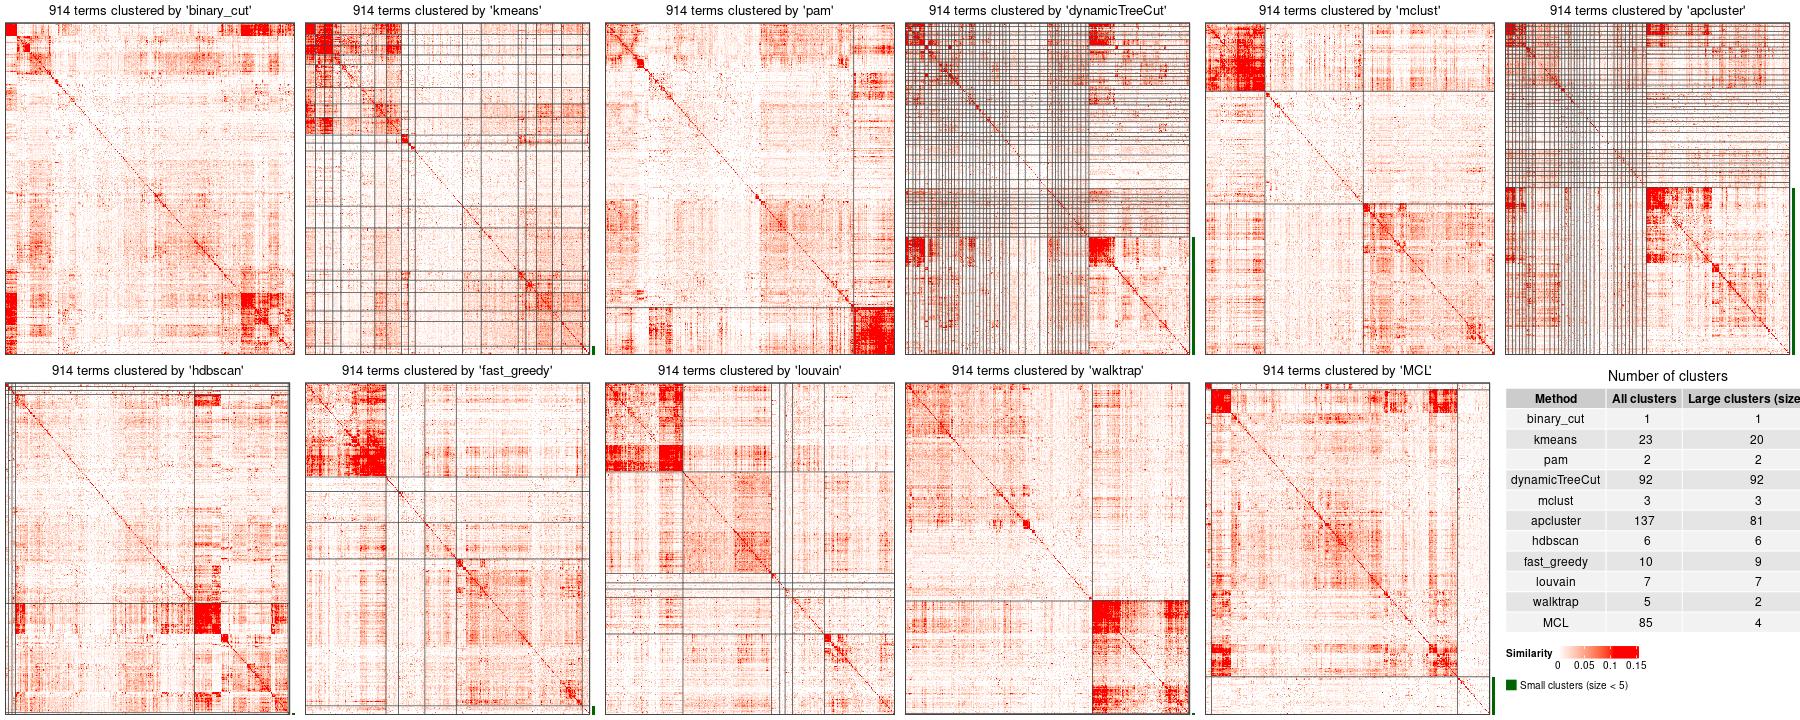 914 terms clustered by 'binary_cut'
914 terms clustered by 'kmeans'
914 terms clustered by 'pam'
914 terms clustered by 'dynamicTreeCut'
914 terms clustered by 'mclust'
914 terms clustered by 'apcluster'
914 terms clustered by 'hdbscan'
914 terms clustered by 'fast_greedy'
914 terms clustered by 'louvain'
914 terms clustered by 'walktrap'
914 terms clustered by 'MCL'
Number of clusters
Method All clusters Large clusters (size
binary_cut 1 1
kmeans 23 20
pam 2 2
dynamicTreeCut 92 92
mclust 3 3
apcluster 137 81
hdbscan 6 6
fast_greedy 10 9
louvain 7 7
walktrap 5 2
MCL 85 4
Similarity
0 0.05 0.1 0.15
Small clusters (size < 5)